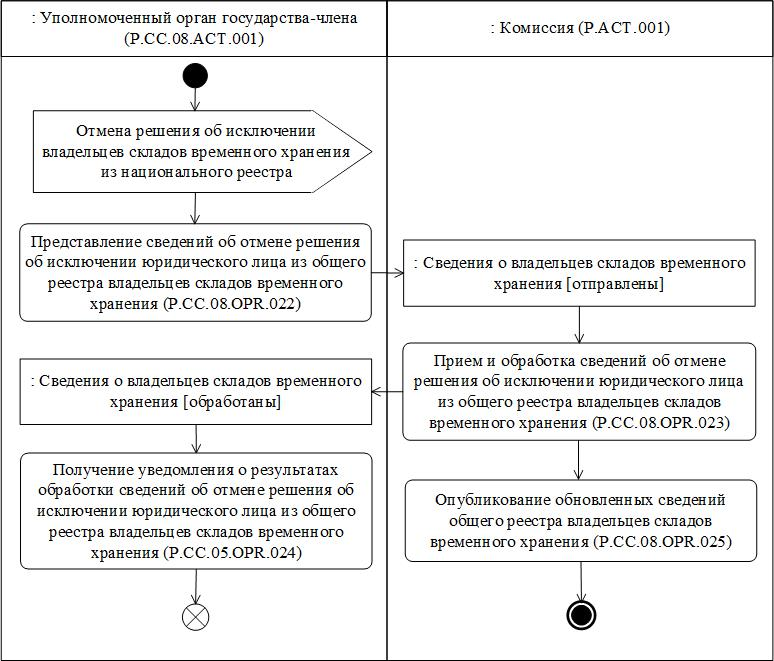 : Уполномоченный орган государства-члена
(P.CC.08.ACT.001)
: Комиссия (P.ACT.001)
Отмена решения об исключении
владельцев складов временного хранения
из национального реестра
Представление сведений об отмене решения
об исключении юридического лица из общего
реестра владельцев складов временного
хранения (P.CC.08.OPR.022)
: Сведения о владельцев складов временного
хранения [отправлены]
Прием и обработка сведений об отмене
решения об исключении юридического лица
из общего реестра владельцев складов
временного хранения (P.CC.08.OPR.023)
: Сведения о владельцев складов временного
хранения [обработаны]
Получение уведомления о результатах
обработки сведений об отмене решения об
исключении юридического лица из общего
реестра владельцев складов временного
хранения (P.CC.05.OPR.024)
Опубликование обновленных сведений
общего реестра владельцев складов
временного хранения (P.CC.08.OPR.025)